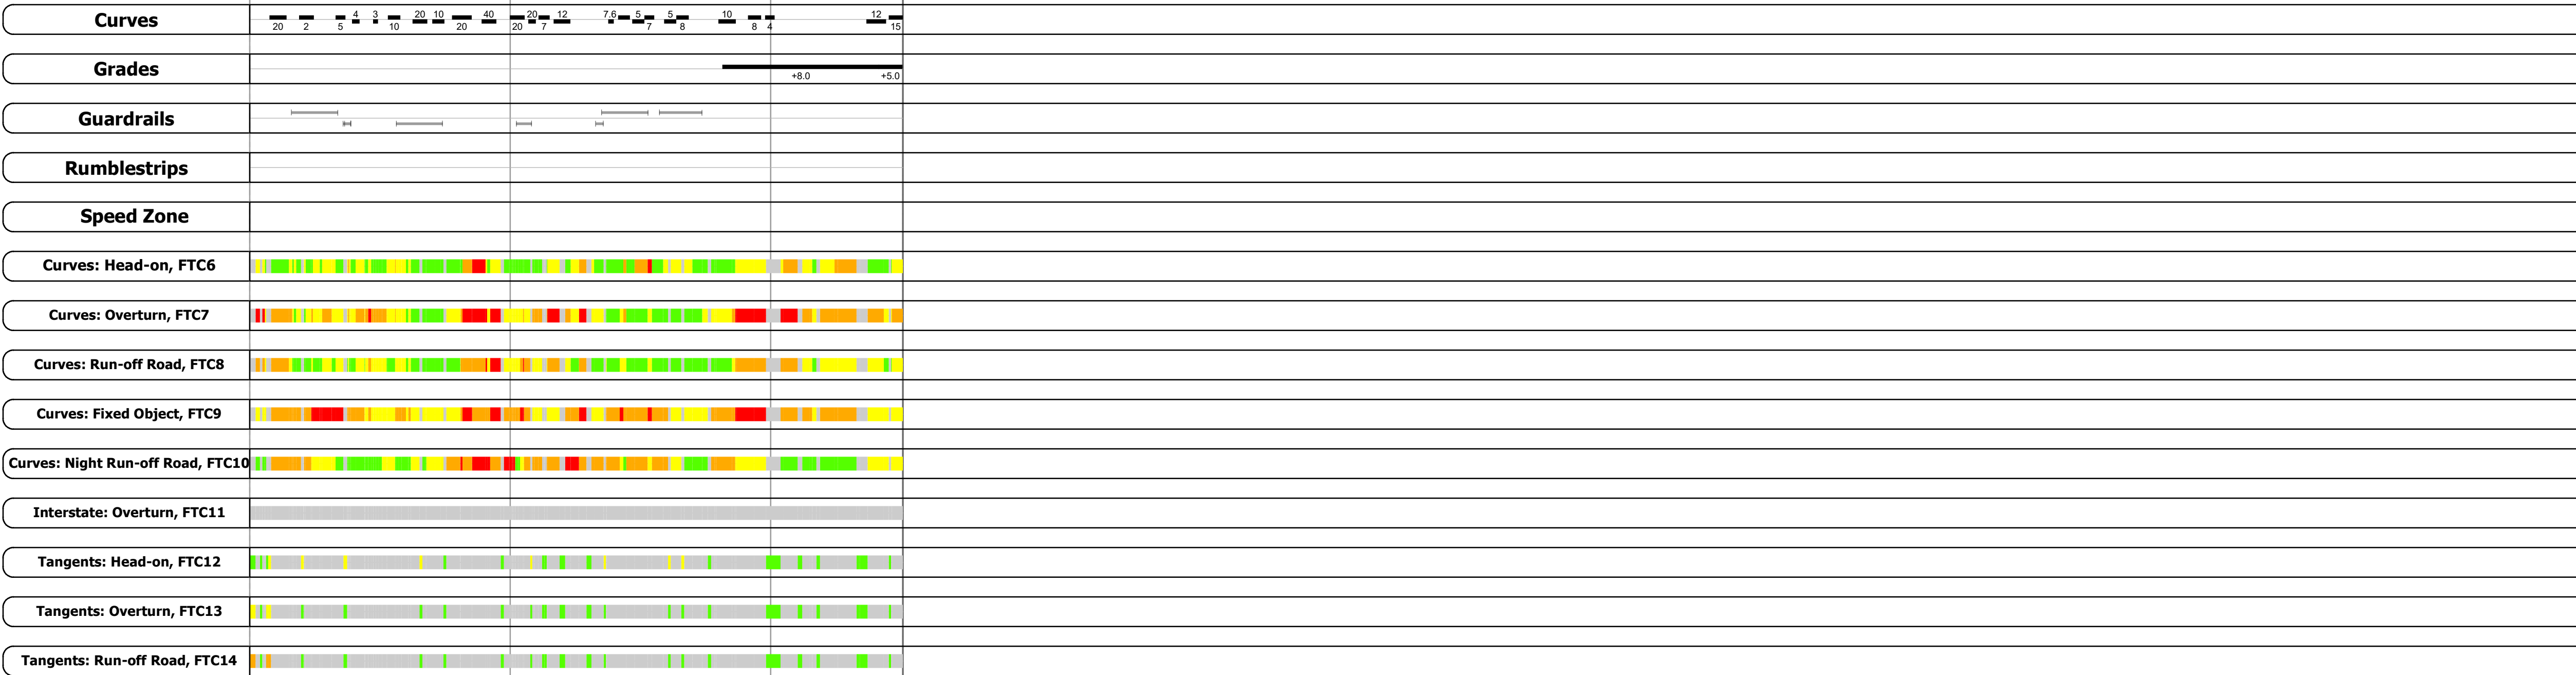 Curves
4 3 20 10 40 20 12 7.6 5 5 10 12
20 2 5 10 20 20 7 7 8 8 4 15
Grades
+8.0 +5.0
Guardrails
Rumblestrips
Speed Zone
Curves: Head-on, FTC6
Curves: Overturn, FTC7
Curves: Run-off Road, FTC8
Curves: Fixed Object, FTC9
Curves: Night Run-off Road, FTC10
Interstate: Overturn, FTC11
Tangents: Head-on, FTC12
Tangents: Overturn, FTC13
Tangents: Run-off Road, FTC14